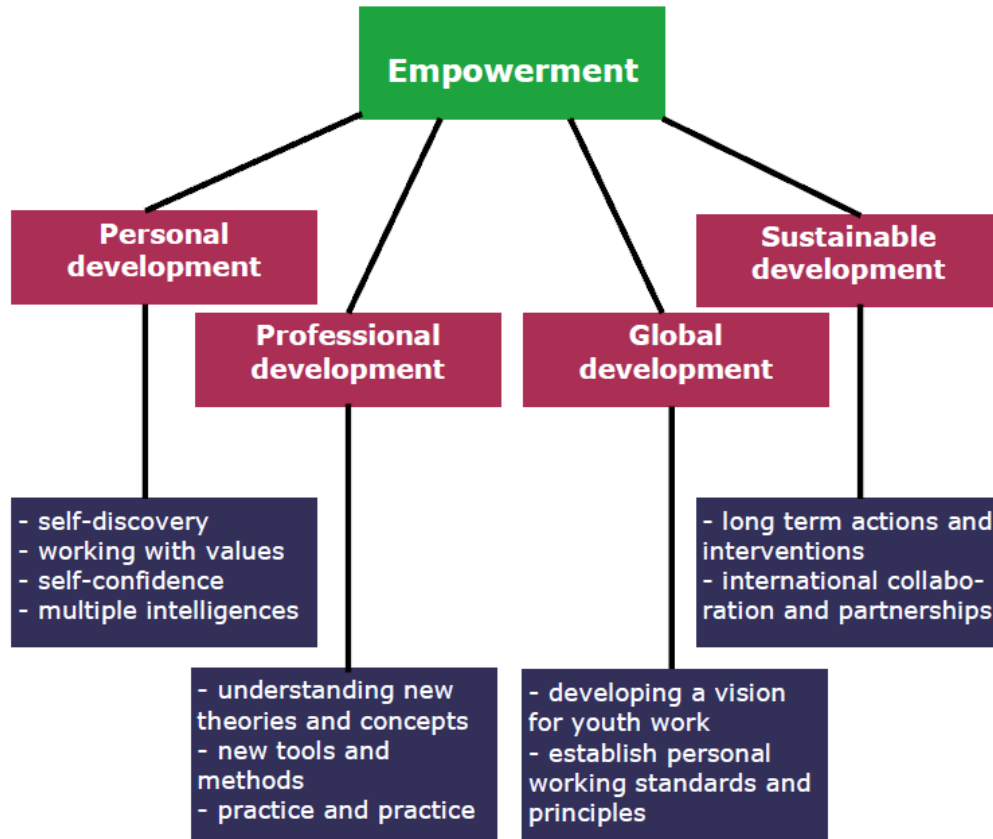 Empowerment
Personal
development
Professional
development
Global
development
Sustainable
development
- self-discovery
- working with values
- self-confidence
- multiple intelligences
- understanding new
theories and concepts
- new tools and
methods
- practice and practice
- developing a vision
for youth work
- establish personal
working standards and
principles
- long term actions and
interventions
- international collabo-
ration and partnerships